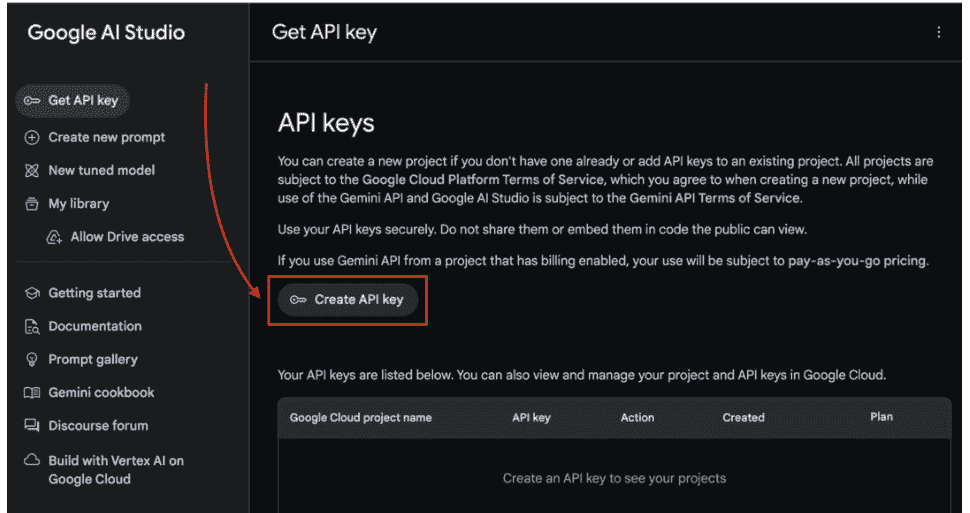 Google AI Studio
Get API key
Get API key
Create new prompt
New tuned model
My library
Allow Drive access
Getting started
Documentation
Prompt gallery
Gemini cookbook
Discourse forum
Build with Vertex AI on
Google Cloud
API keys
You can create a new project if you don't have one already or add API keys to an existing project. All projects are
subject to the Google Cloud Platform Terms of Service, which you agree to when creating a new project, while
use of the Gemini API and Google AI Studio is subject to the Gemini API Terms of Service.
Use your API keys securely. Do not share them or embed them in code the public can view.
If you use Gemini API from a project that has billing enabled, your use will be subject to pay-as-you-go pricing.
Create API key
Your API keys are listed below. You can also view and manage your project and API keys in Google Cloud.
Google Cloud project name API key Action Created Plan
Create an API key to see your projects